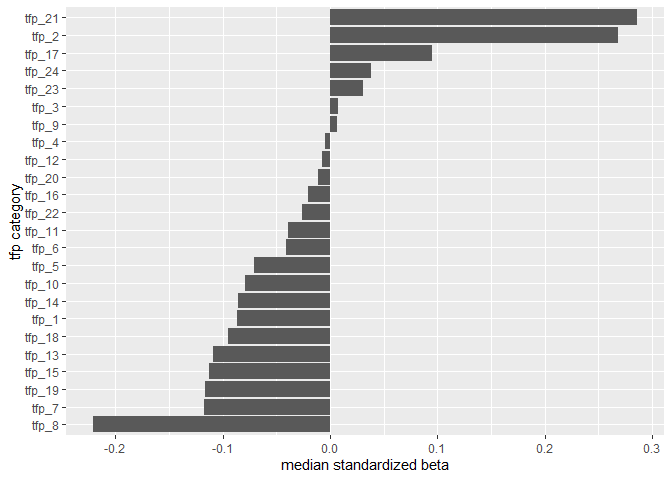 tfp_21
tfp_2
tfp_17
tfp_24
tfp_23
tfp_3
tfp_9
tfp_4
tfp_12
tfp_20
tfp_16
tfp_22
tfp_11
tfp_6
tfp_5
tfp_10
tfp_14
tfp_1
tfp_18
tfp_13
tfp_15
tfp_19
tfp_7
tfp_8
tfp category
-0.2 -0.1 0.0 0.1 0.2 0.3
median standardized beta